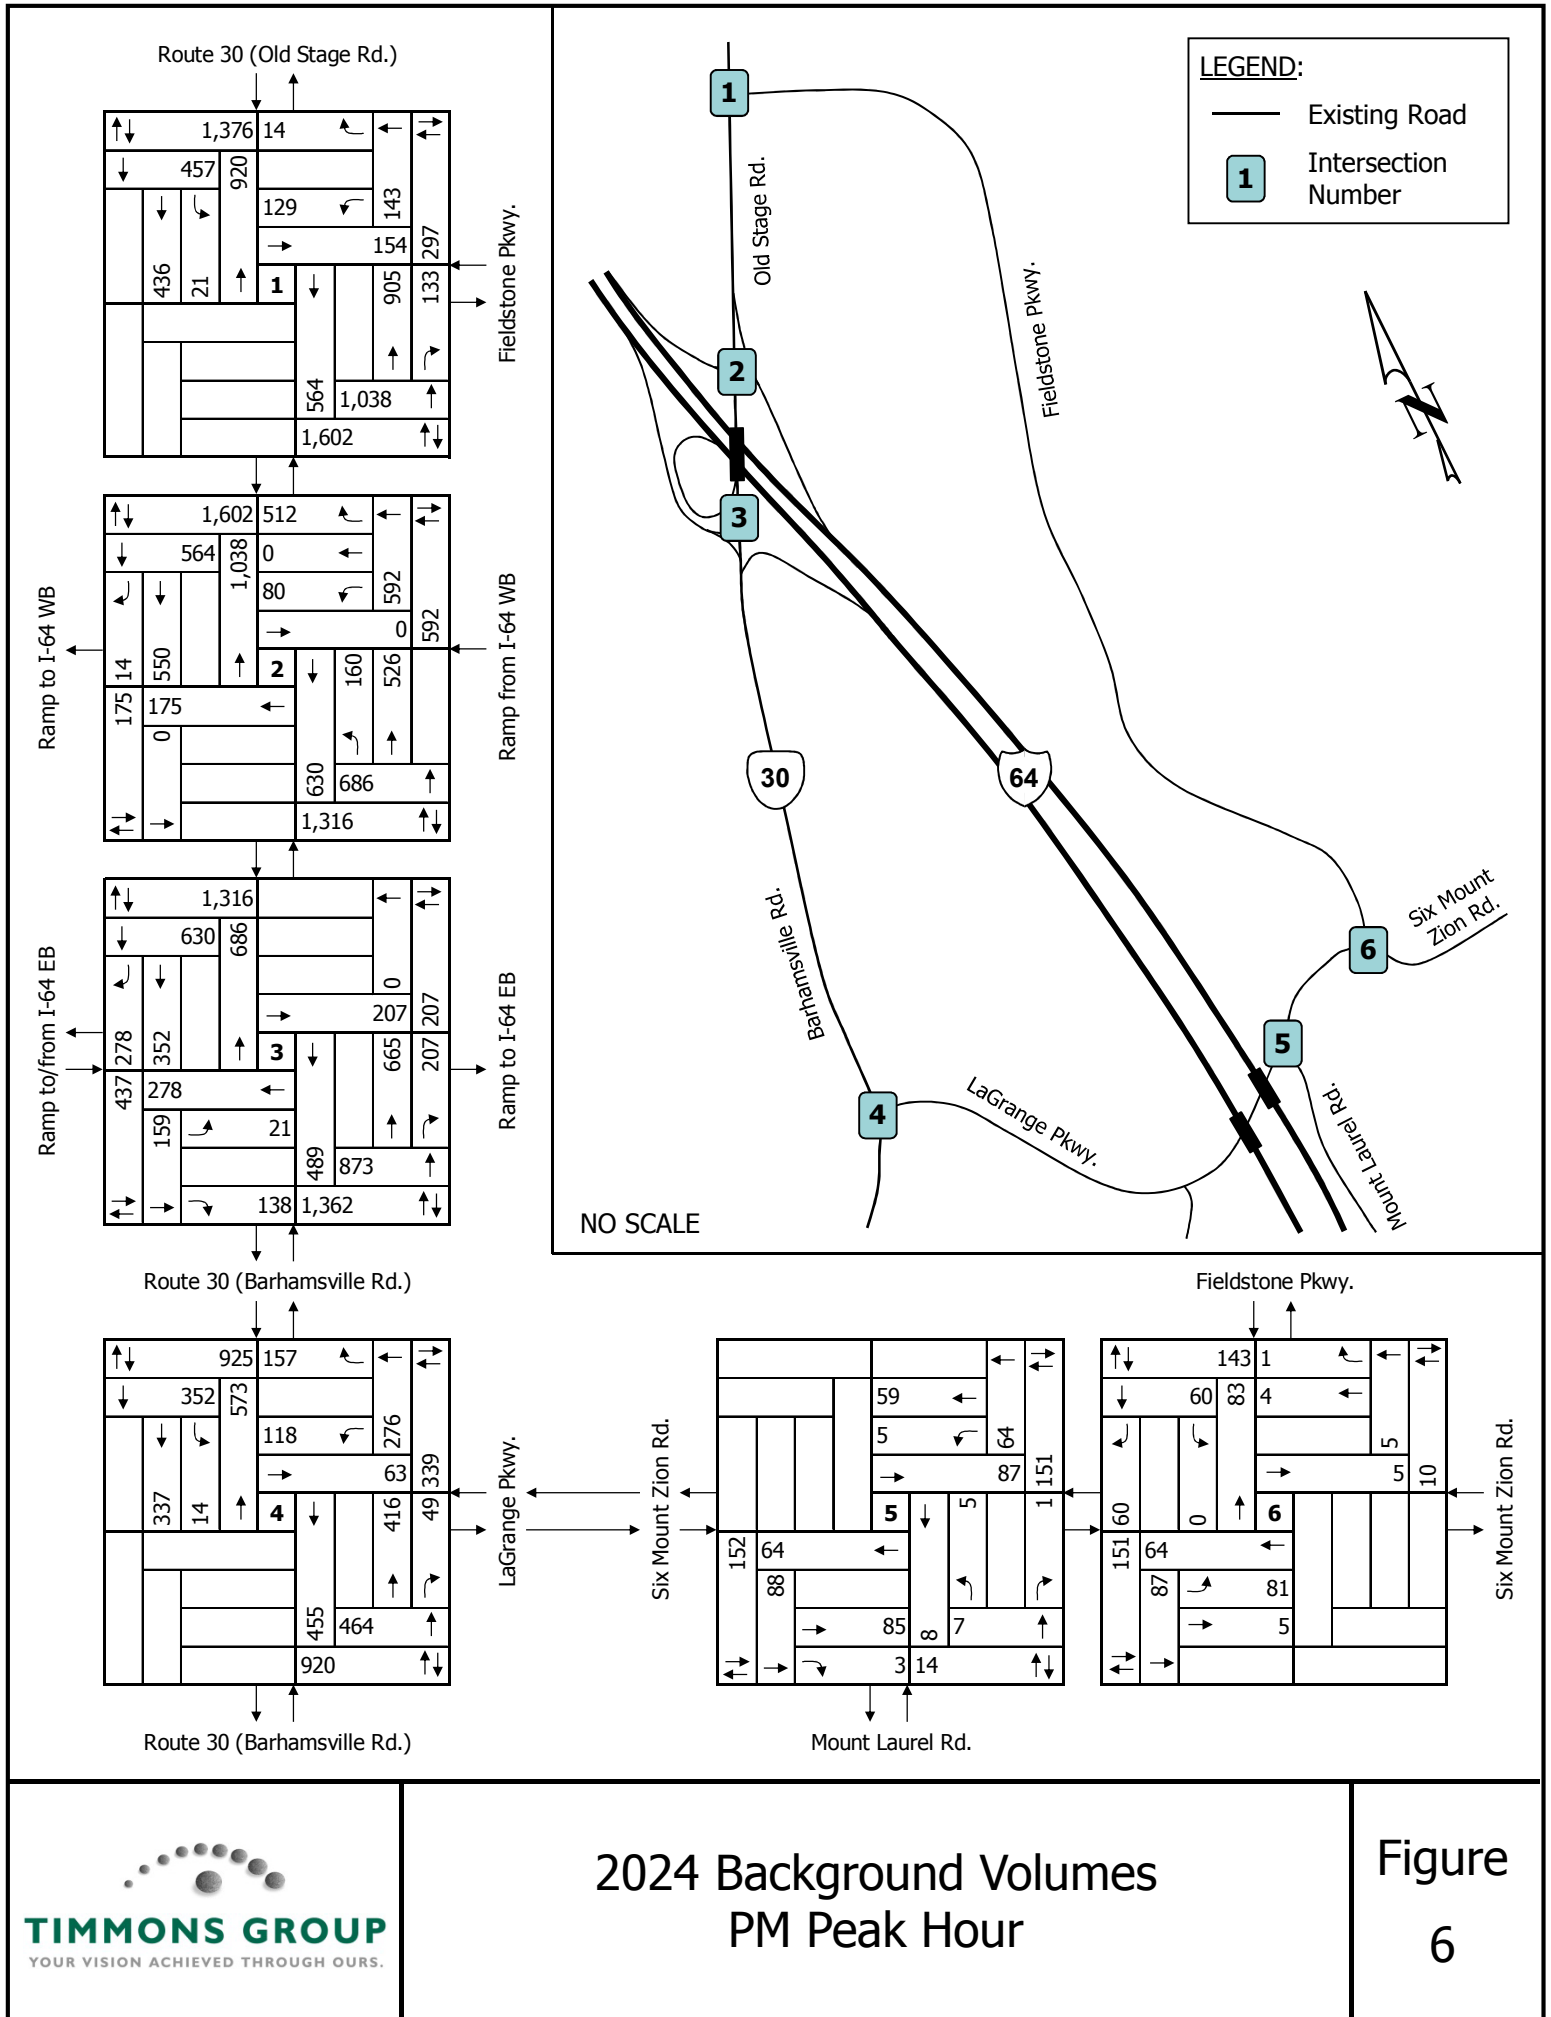 Route 30 (Old Stage Rd.)
1,376 14
457 920
129 143
154 297
436 21 1 905 133
564 1,038
1,602
Fieldstone Pkwy.
1,602 512
564 1,038 0
80 592
0 592
14 550 2 160 526
175 175
0
630 686
1,316
Ramp to I-64 WB
Ramp from I-64 WB
1,316
630 686
0
207 207
278 352 3 665 207
437 278
159 21
489 873
138 1,362
Ramp to/from I-64 EB
Ramp to I-64 EB
Route 30 (Barhamsville Rd.)
925 157
352 573
118 276
63 339
337 14 4 416 49
455 464
920
LaGrange Pkwy.
Route 30 (Barhamsville Rd.)
LEGEND:
Existing Road
1 Intersection
Number
1
Old Stage Rd.
Fieldstone Pkwy.
2
3
N
30
64
Barhamsville Rd.
Six Mount
Zion Rd.
6
5
4
LaGrange Pkwy.
Mount Laurel Rd.
NO SCALE
59
5 64
87 151
5 5 1
152 64
88
85 8 7
3 14
Six Mount Zion Rd.
Mount Laurel Rd.
Fieldstone Pkwy.
143 1
60 83 4
5
5 10
60 0 6
151 64
87 81
5
Six Mount Zion Rd.
TIMMONS GROUP
YOUR VISION ACHIEVED THROUGH OURS.
2024 Background Volumes
PM Peak Hour
Figure
6